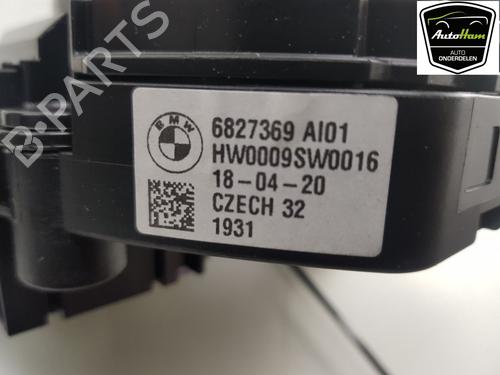 AutoHam
AUTO
ONDERDELEN
B-PARTS
BMW
6827369 AI01
HW0009SW0016
18-04-20
CZECH 32
1931